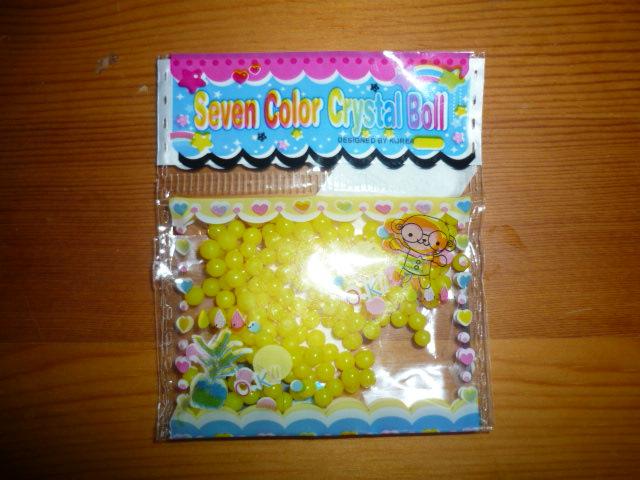 Seven Color Crystal Boll
DESIGNED BY KOREA
O-K!!
O-K!!